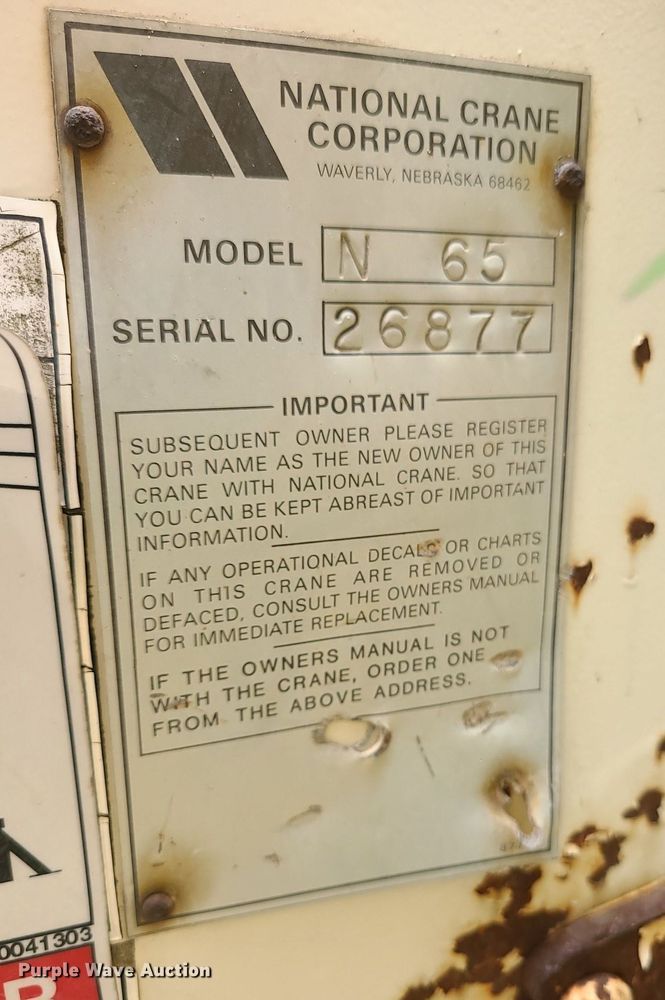 NATIONAL CRANE
CORPORATION
WAVERLY, NEBRASKA 68462
MODEL N 65
SERIAL NO. 26877
IMPORTANT
SUBSEQUENT OWNER PLEASE REGISTER
YOUR NAME AS THE NEW OWNER OF THIS
CRANE WITH NATIONAL CRANE. SO THAT
YOU CAN BE KEPT ABREAST OF IMPORTANT
INFORMATION.
IF ANY OPERATIONAL DECALS OR CHARTS
ON THIS CRANE ARE REMOVED OR
DEFACED, CONSULT THE OWNERS MANUAL
FOR IMMEDIATE REPLACEMENT.
IF THE OWNERS MANUAL IS NOT
WITH THE CRANE, ORDER ONE
FROM THE ABOVE ADDRESS.
0041303
Purple Wave Auction